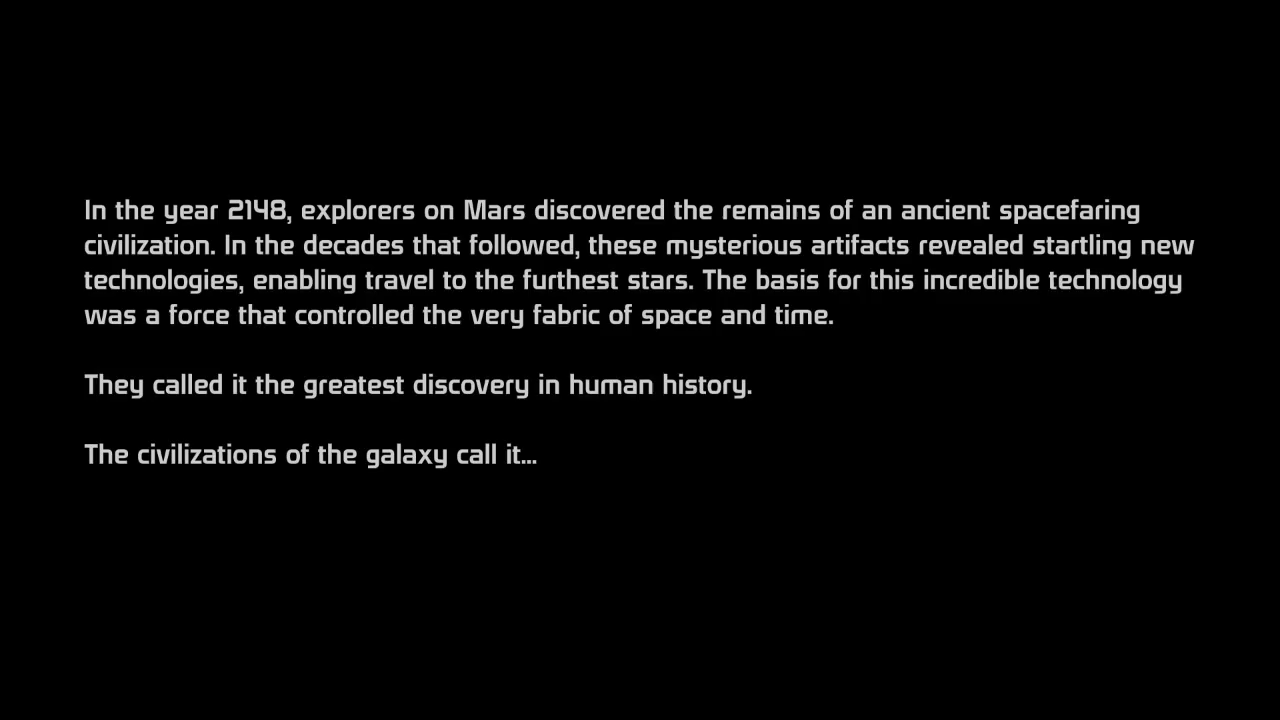 In the year 2148, explorers on Mars discovered the remains of an ancient spacefaring
civilization. In the decades that followed, these mysterious artifacts revealed startling new
technologies, enabling travel to the furthest stars. The basis for this incredible technology
was a force that controlled the very fabric of space and time.
They called it the greatest discovery in human history.
The civilizations of the galaxy call it...